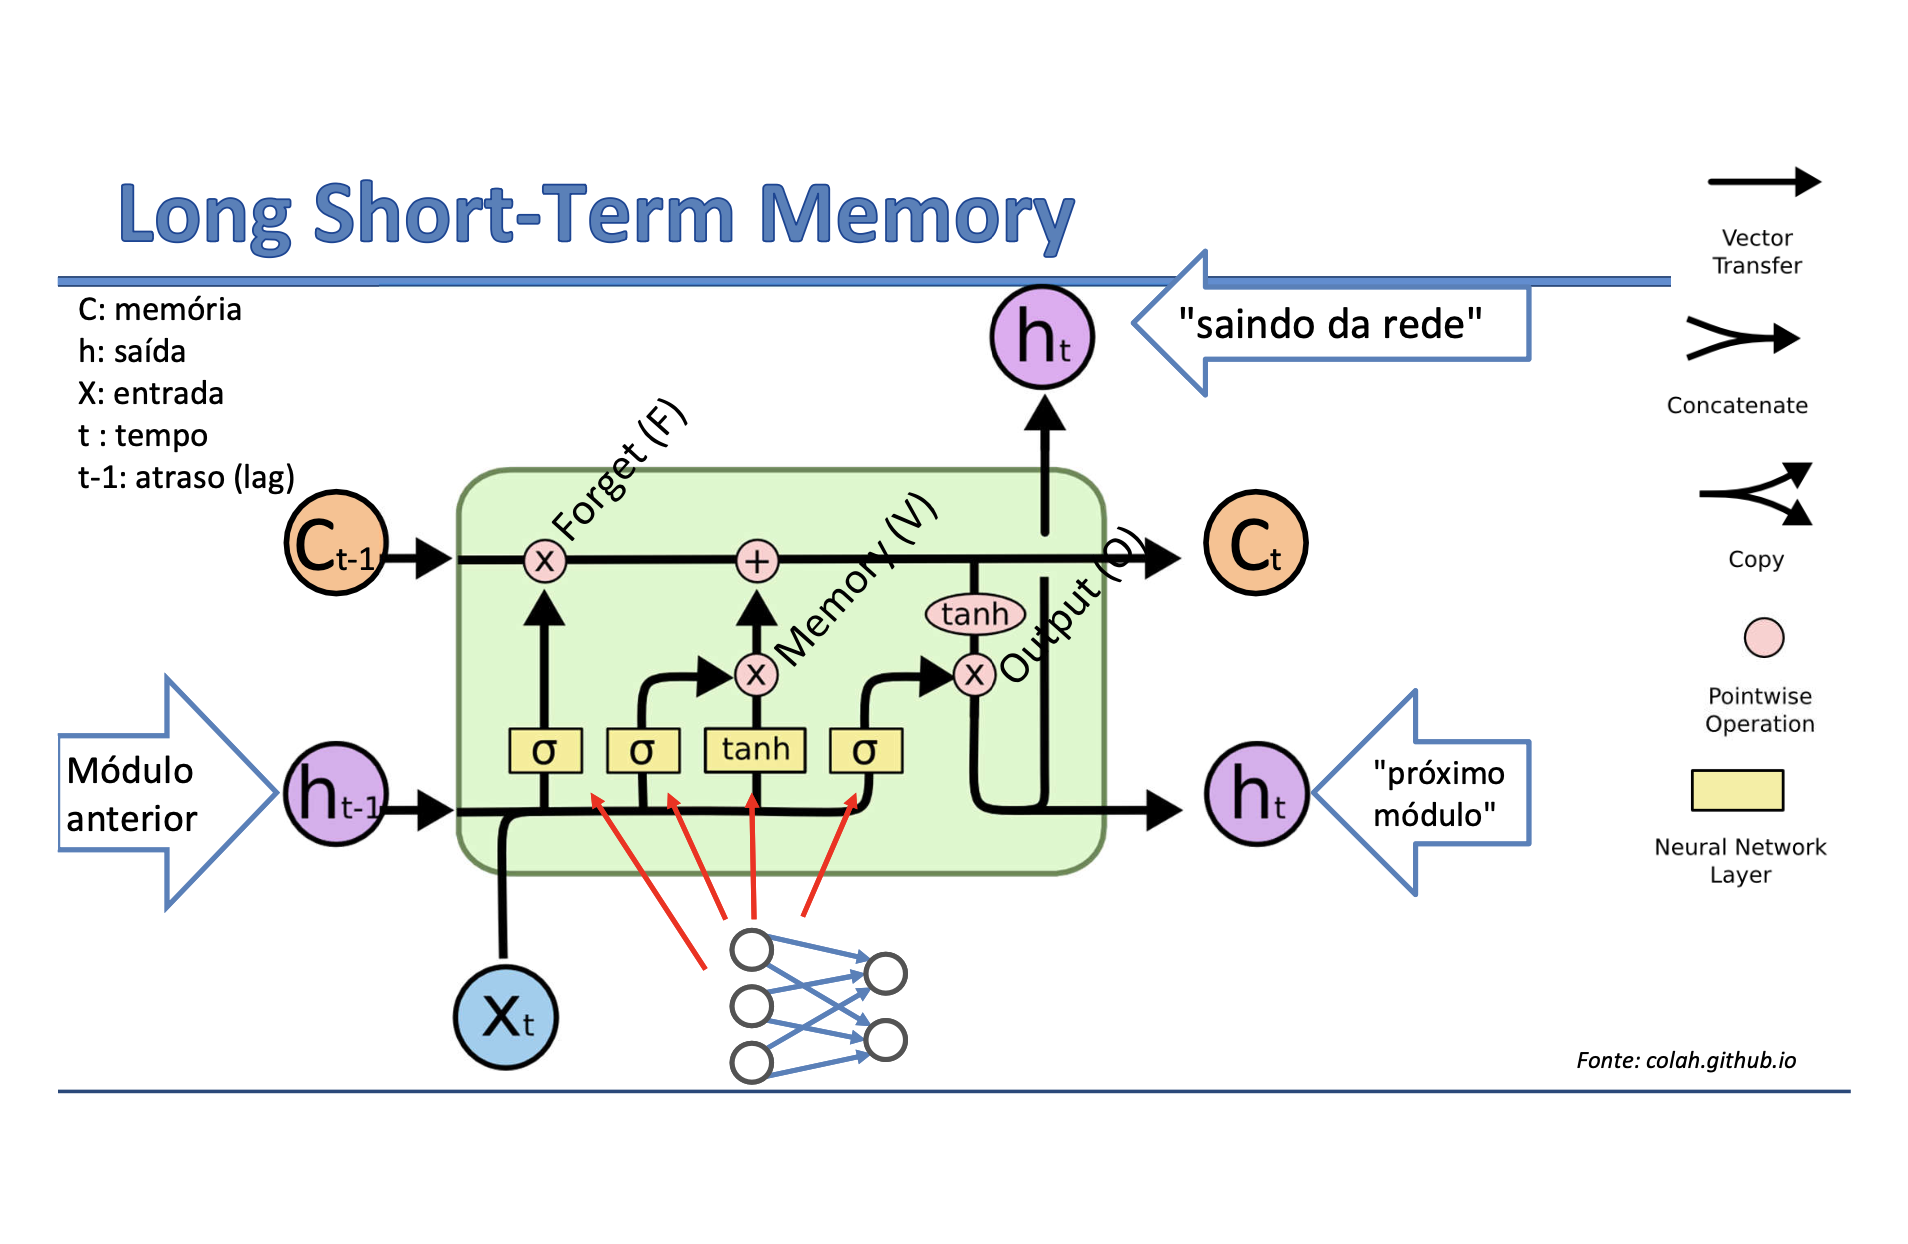 Long Short-Term Memory
C: memória
h: saída
X: entrada
t : tempo
t-1: atraso (lag)
"saindo da rede"
ht
Forget (F)
Memory (V)
Output (O)
Ct-1
x
+
Ct
tanh
x
x
σ
σ
tanh
σ
Módulo
anterior
ht-1
ht
"próximo
módulo"
Xt
Vector
Transfer
Concatenate
Copy
Pointwise
Operation
Neural Network
Layer
Fonte: colah.github.io